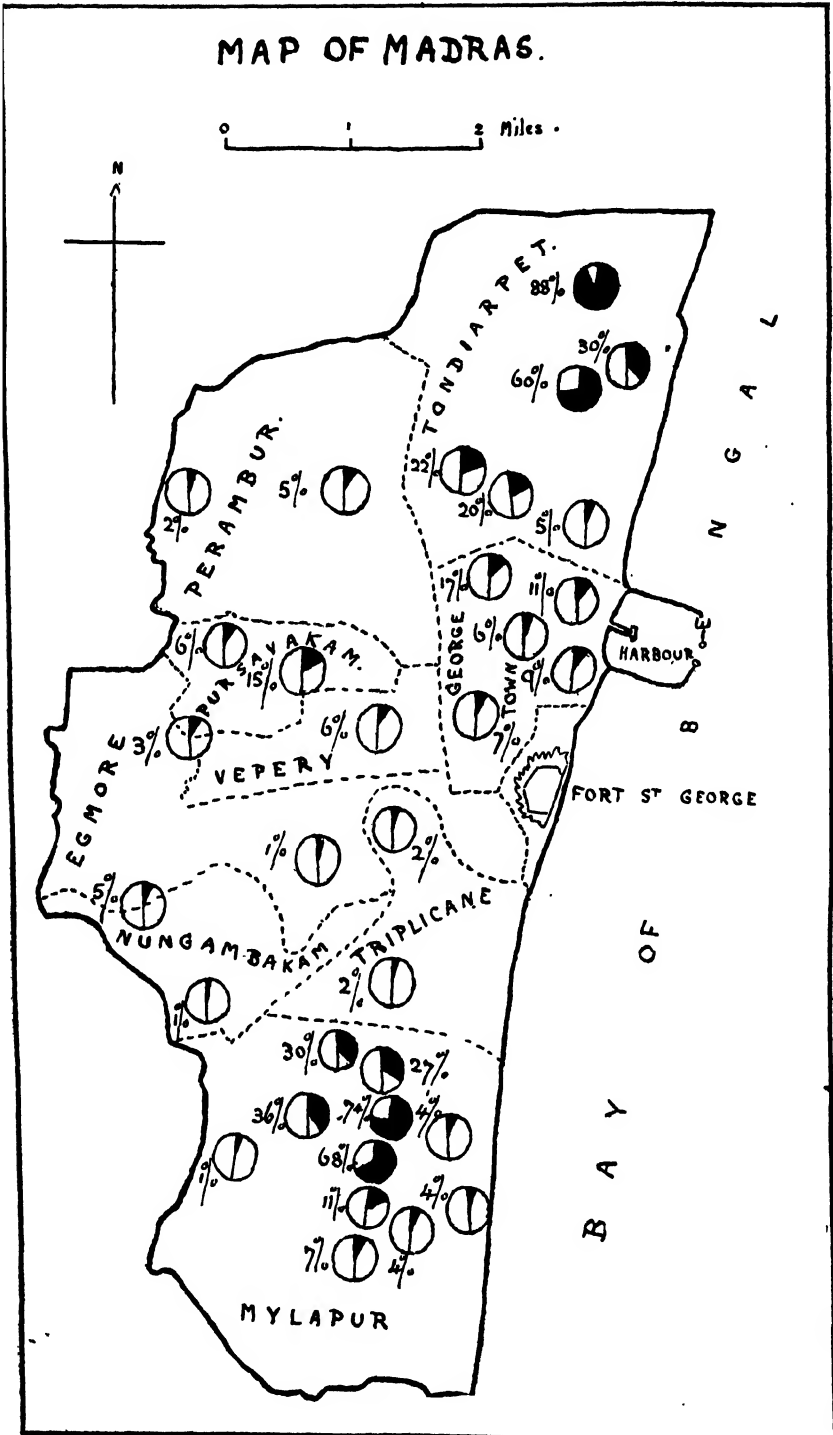 MAP OF MADRAS.
0 1 2 Miles.
N
TONDIARPET.
88%
30%
60%
22%
20%
5%
PERAMBUR.
2%
5%
GEORGE TOWN
17%
11%
6%
9%
7%
HARBOUR
PURSAVAKAM.
6%
15%
VEPERY
6%
3%
FORT ST GEORGE
EGMORE
1%
5%
2%
NUNGAMBAKAM
1%
TRIPLICANE
2%
30%
27%
36%
74%
4%
68%
1%
11%
4%
7%
4%
MYLAPUR
BAY OF B E NGAL